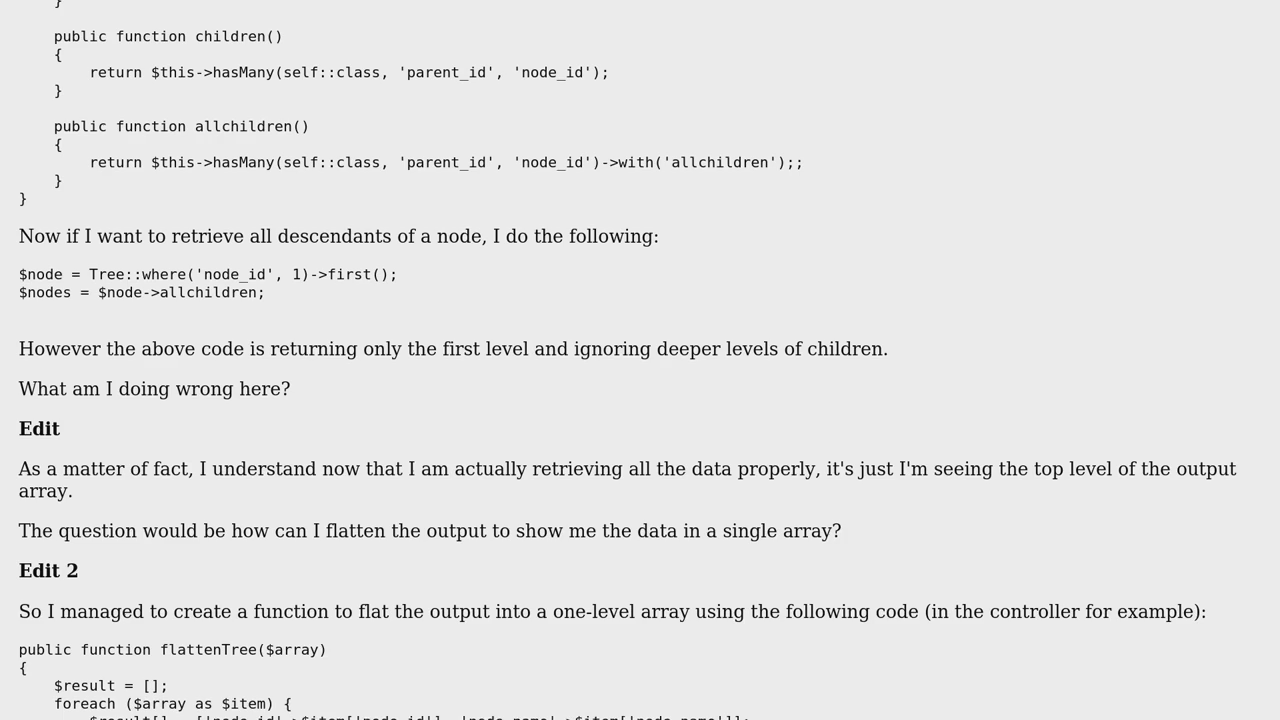 }
public function children()
{
return $this->hasMany(self::class, 'parent_id', 'node_id');
}
public function allchildren()
{
return $this->hasMany(self::class, 'parent_id', 'node_id')->with('allchildren');;
}
}
Now if I want to retrieve all descendants of a node, I do the following:
$node = Tree::where('node_id', 1)->first();
$nodes = $node->allchildren;
However the above code is returning only the first level and ignoring deeper levels of children.
What am I doing wrong here?
Edit
As a matter of fact, I understand now that I am actually retrieving all the data properly, it's just I'm seeing the top level of the output
array.
The question would be how can I flatten the output to show me the data in a single array?
Edit 2
So I managed to create a function to flat the output into a one-level array using the following code (in the controller for example):
public function flattenTree($array)
{
$result = [];
foreach ($array as $item) {
$result[] = ['node_id'=>$item['node_id'], 'node_name'=>$item['node_name']];